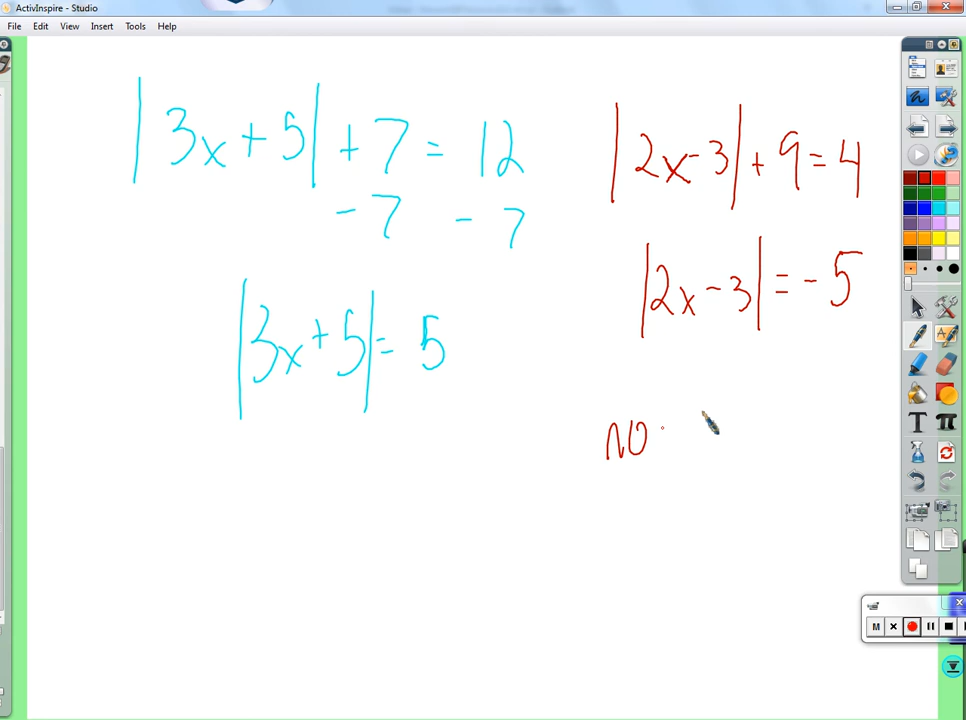 ActivInspire - Studio
File Edit View Insert Tools Help
|3x + 5| + 7 = 12
- 7 - 7
|3x + 5| = 5
|2x - 3| + 9 = 4
|2x - 3| = - 5
NO
T π
M